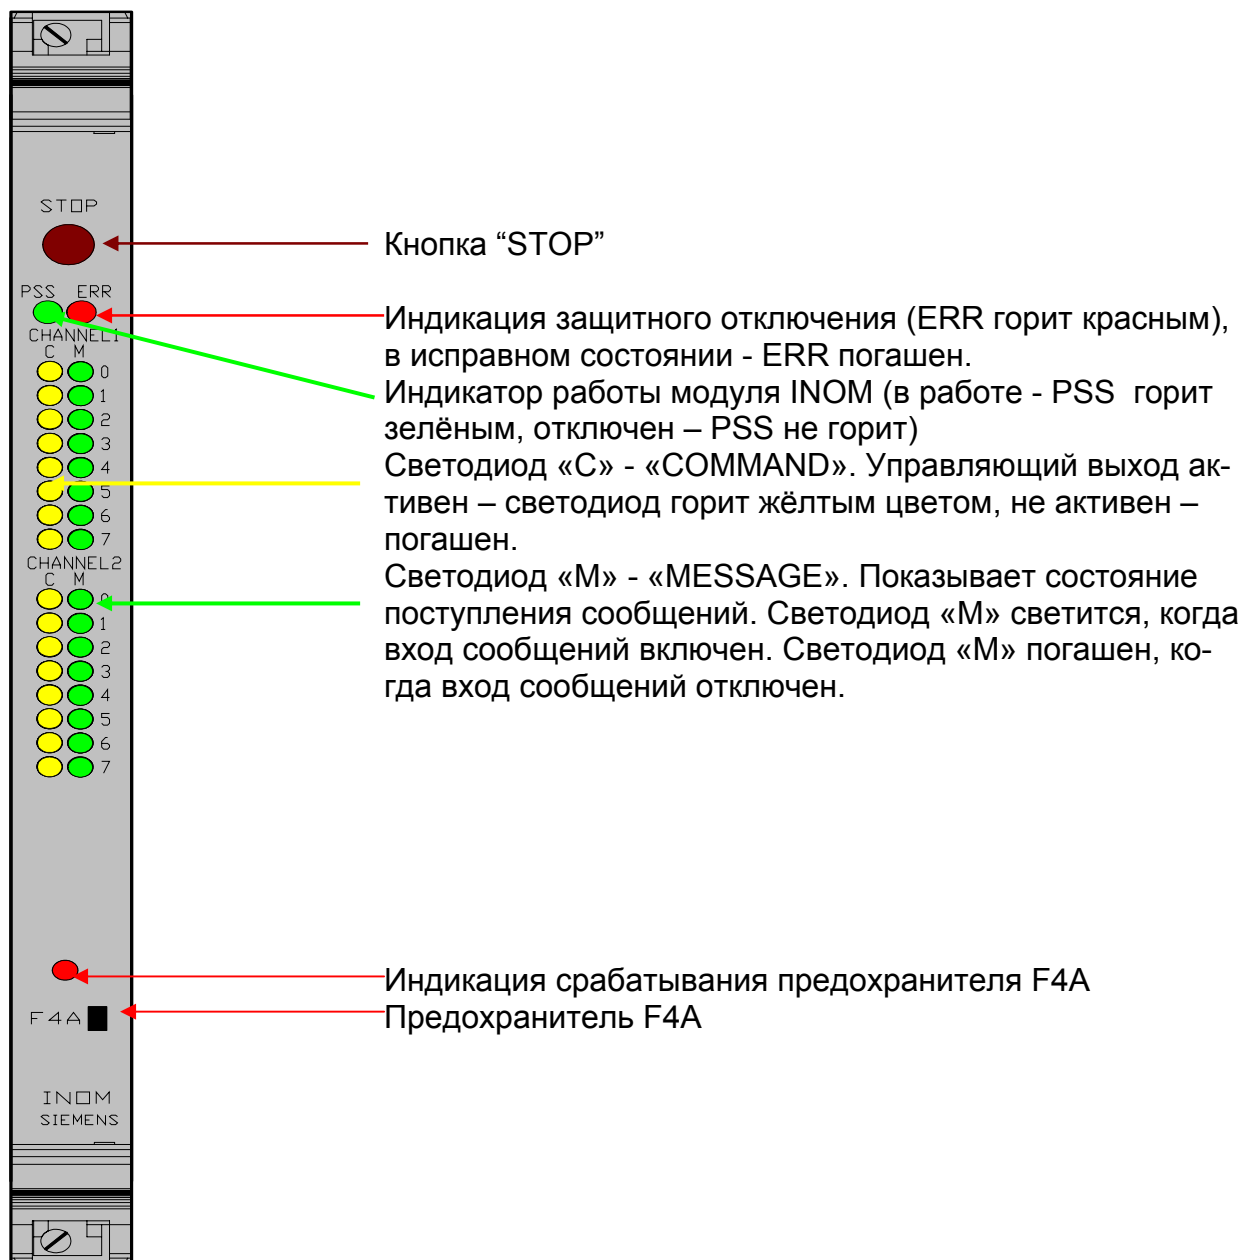 STOP
Кнопка “STOP”
PSS ERR
Индикация защитного отключения (ERR горит красным),
в исправном состоянии - ERR погашен.
Индикатор работы модуля INOM (в работе - PSS горит
зелёным, отключен – PSS не горит)
Светодиод «C» - «COMMAND». Управляющий выход ак-
тивен – светодиод горит жёлтым цветом, не активен –
погашен.
Светодиод «М» - «MESSAGE». Показывает состояние
поступления сообщений. Светодиод «М» светится, когда
вход сообщений включен. Светодиод «М» погашен, ко-
гда вход сообщений отключен.
CHANNEL1
C M
0
1
2
3
4
5
6
7
CHANNEL2
C M
0
1
2
3
4
5
6
7
Индикация срабатывания предохранителя F4A
Предохранитель F4A
F4A
INOM
SIEMENS